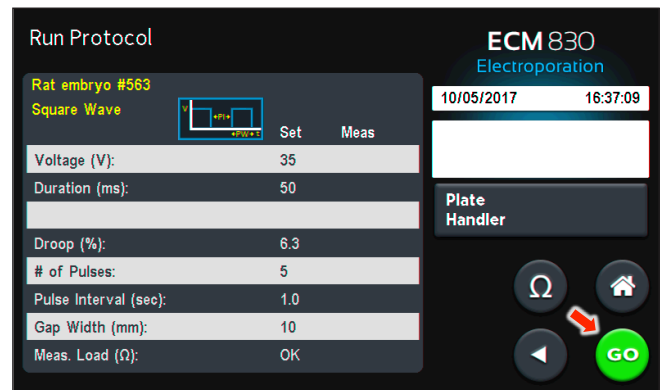 Run Protocol
ECM 830
Electroporation
Rat embryo #563
Square Wave
V
PI
PW
t
Set Meas
10/05/2017 16:37:09
Voltage (V): 35
Duration (ms): 50
Plate
Handler
Droop (%): 6.3
# of Pulses: 5
Pulse Interval (sec): 1.0
Gap Width (mm): 10
Meas. Load (Ω): OK
Ω
GO